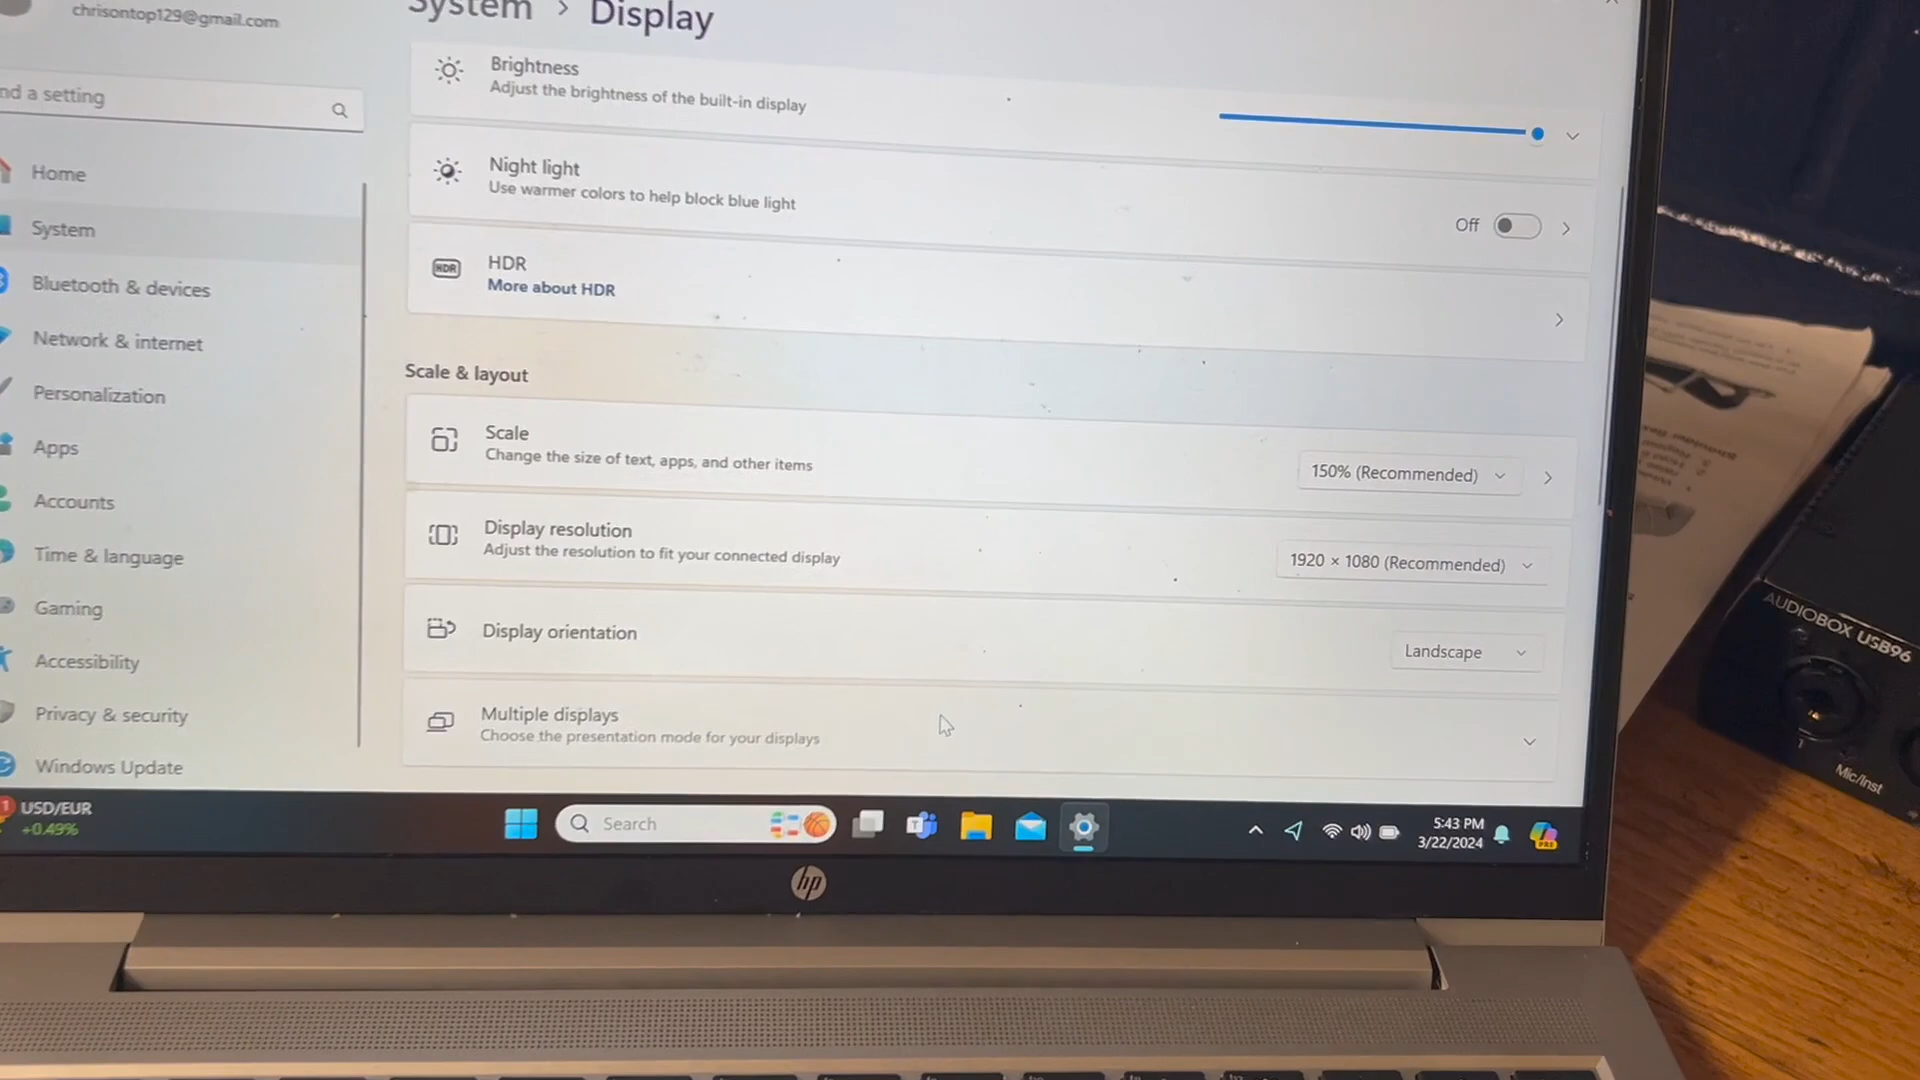 chrisontop129@gmail.com
System > Display
nd a setting
Home
System
Bluetooth & devices
Network & internet
Personalization
Apps
Accounts
Time & language
Gaming
Accessibility
Privacy & security
Windows Update
Brightness
Adjust the brightness of the built-in display
Night light
Use warmer colors to help block blue light
Off
HDR
HDR
More about HDR
Scale & layout
Scale
Change the size of text, apps, and other items
150% (Recommended)
Display resolution
Adjust the resolution to fit your connected display
1920 × 1080 (Recommended)
Display orientation
Landscape
Multiple displays
Choose the presentation mode for your displays
1
USD/EUR
+0.49%
Search
T
5:43 PM
3/22/2024
PRE
hp
AUDIOBOX USB96
1
Mic/Inst